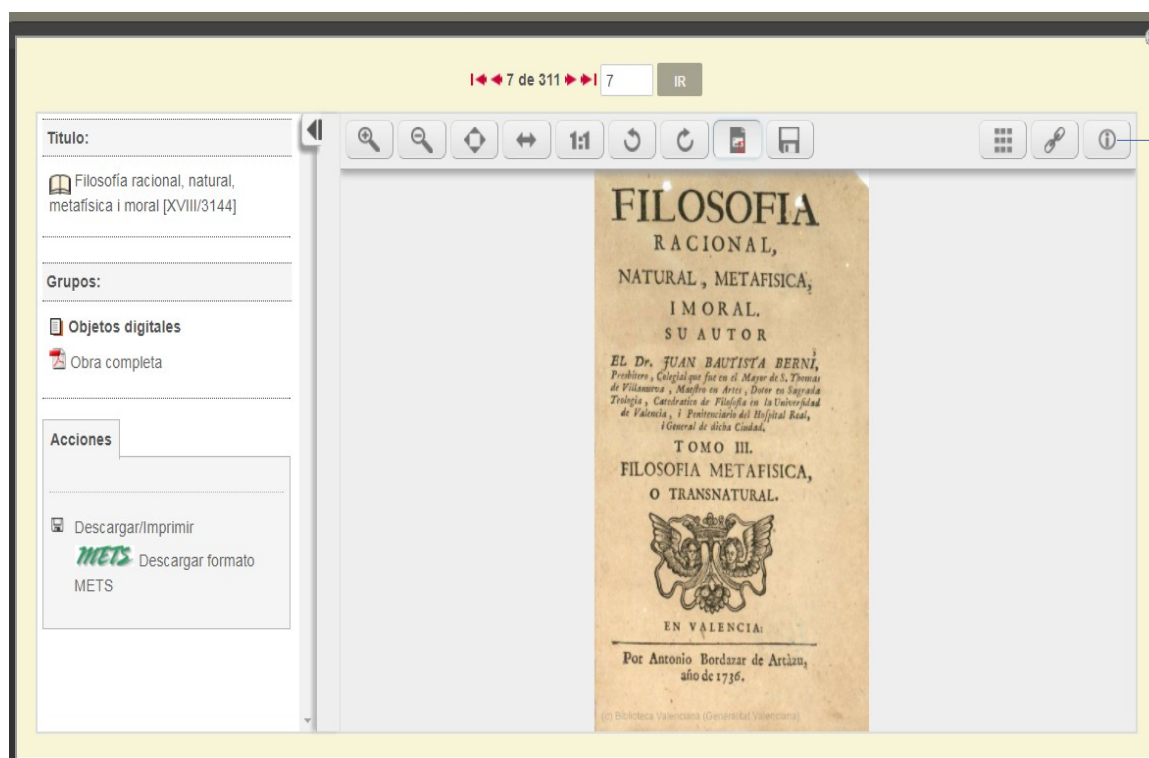 7 de 311
7
IR
Titulo:
Filosofía racional, natural,
metafísica i moral [XVIII/3144]
Grupos:
Objetos digitales
Obra completa
Acciones
Descargar/Imprimir
METS Descargar formato
METS
1:1
FILOSOFIA
RACIONAL,
NATURAL, METAFISICA,
I MORAL.
SU AUTOR
EL Dr. JUAN BAUTISTA BERNÌ,
Presbitero, Colegial que fue en el Mayor de S. Thomas
de Villanueva, Maestro en Artes, Dotor en Sagrada
Teologia, Catedratico de Filosofia en la Universidad
de Valencia, i Penitenciario del Hospital Real,
i General de dicha Ciudad.
TOMO III.
FILOSOFIA METAFISICA,
O TRANSNATURAL.
EN VALENCIA:
Por Antonio Bordazar de Artàzu,
año de 1736.
(c) Biblioteca Valenciana (Generalitat Valenciana)